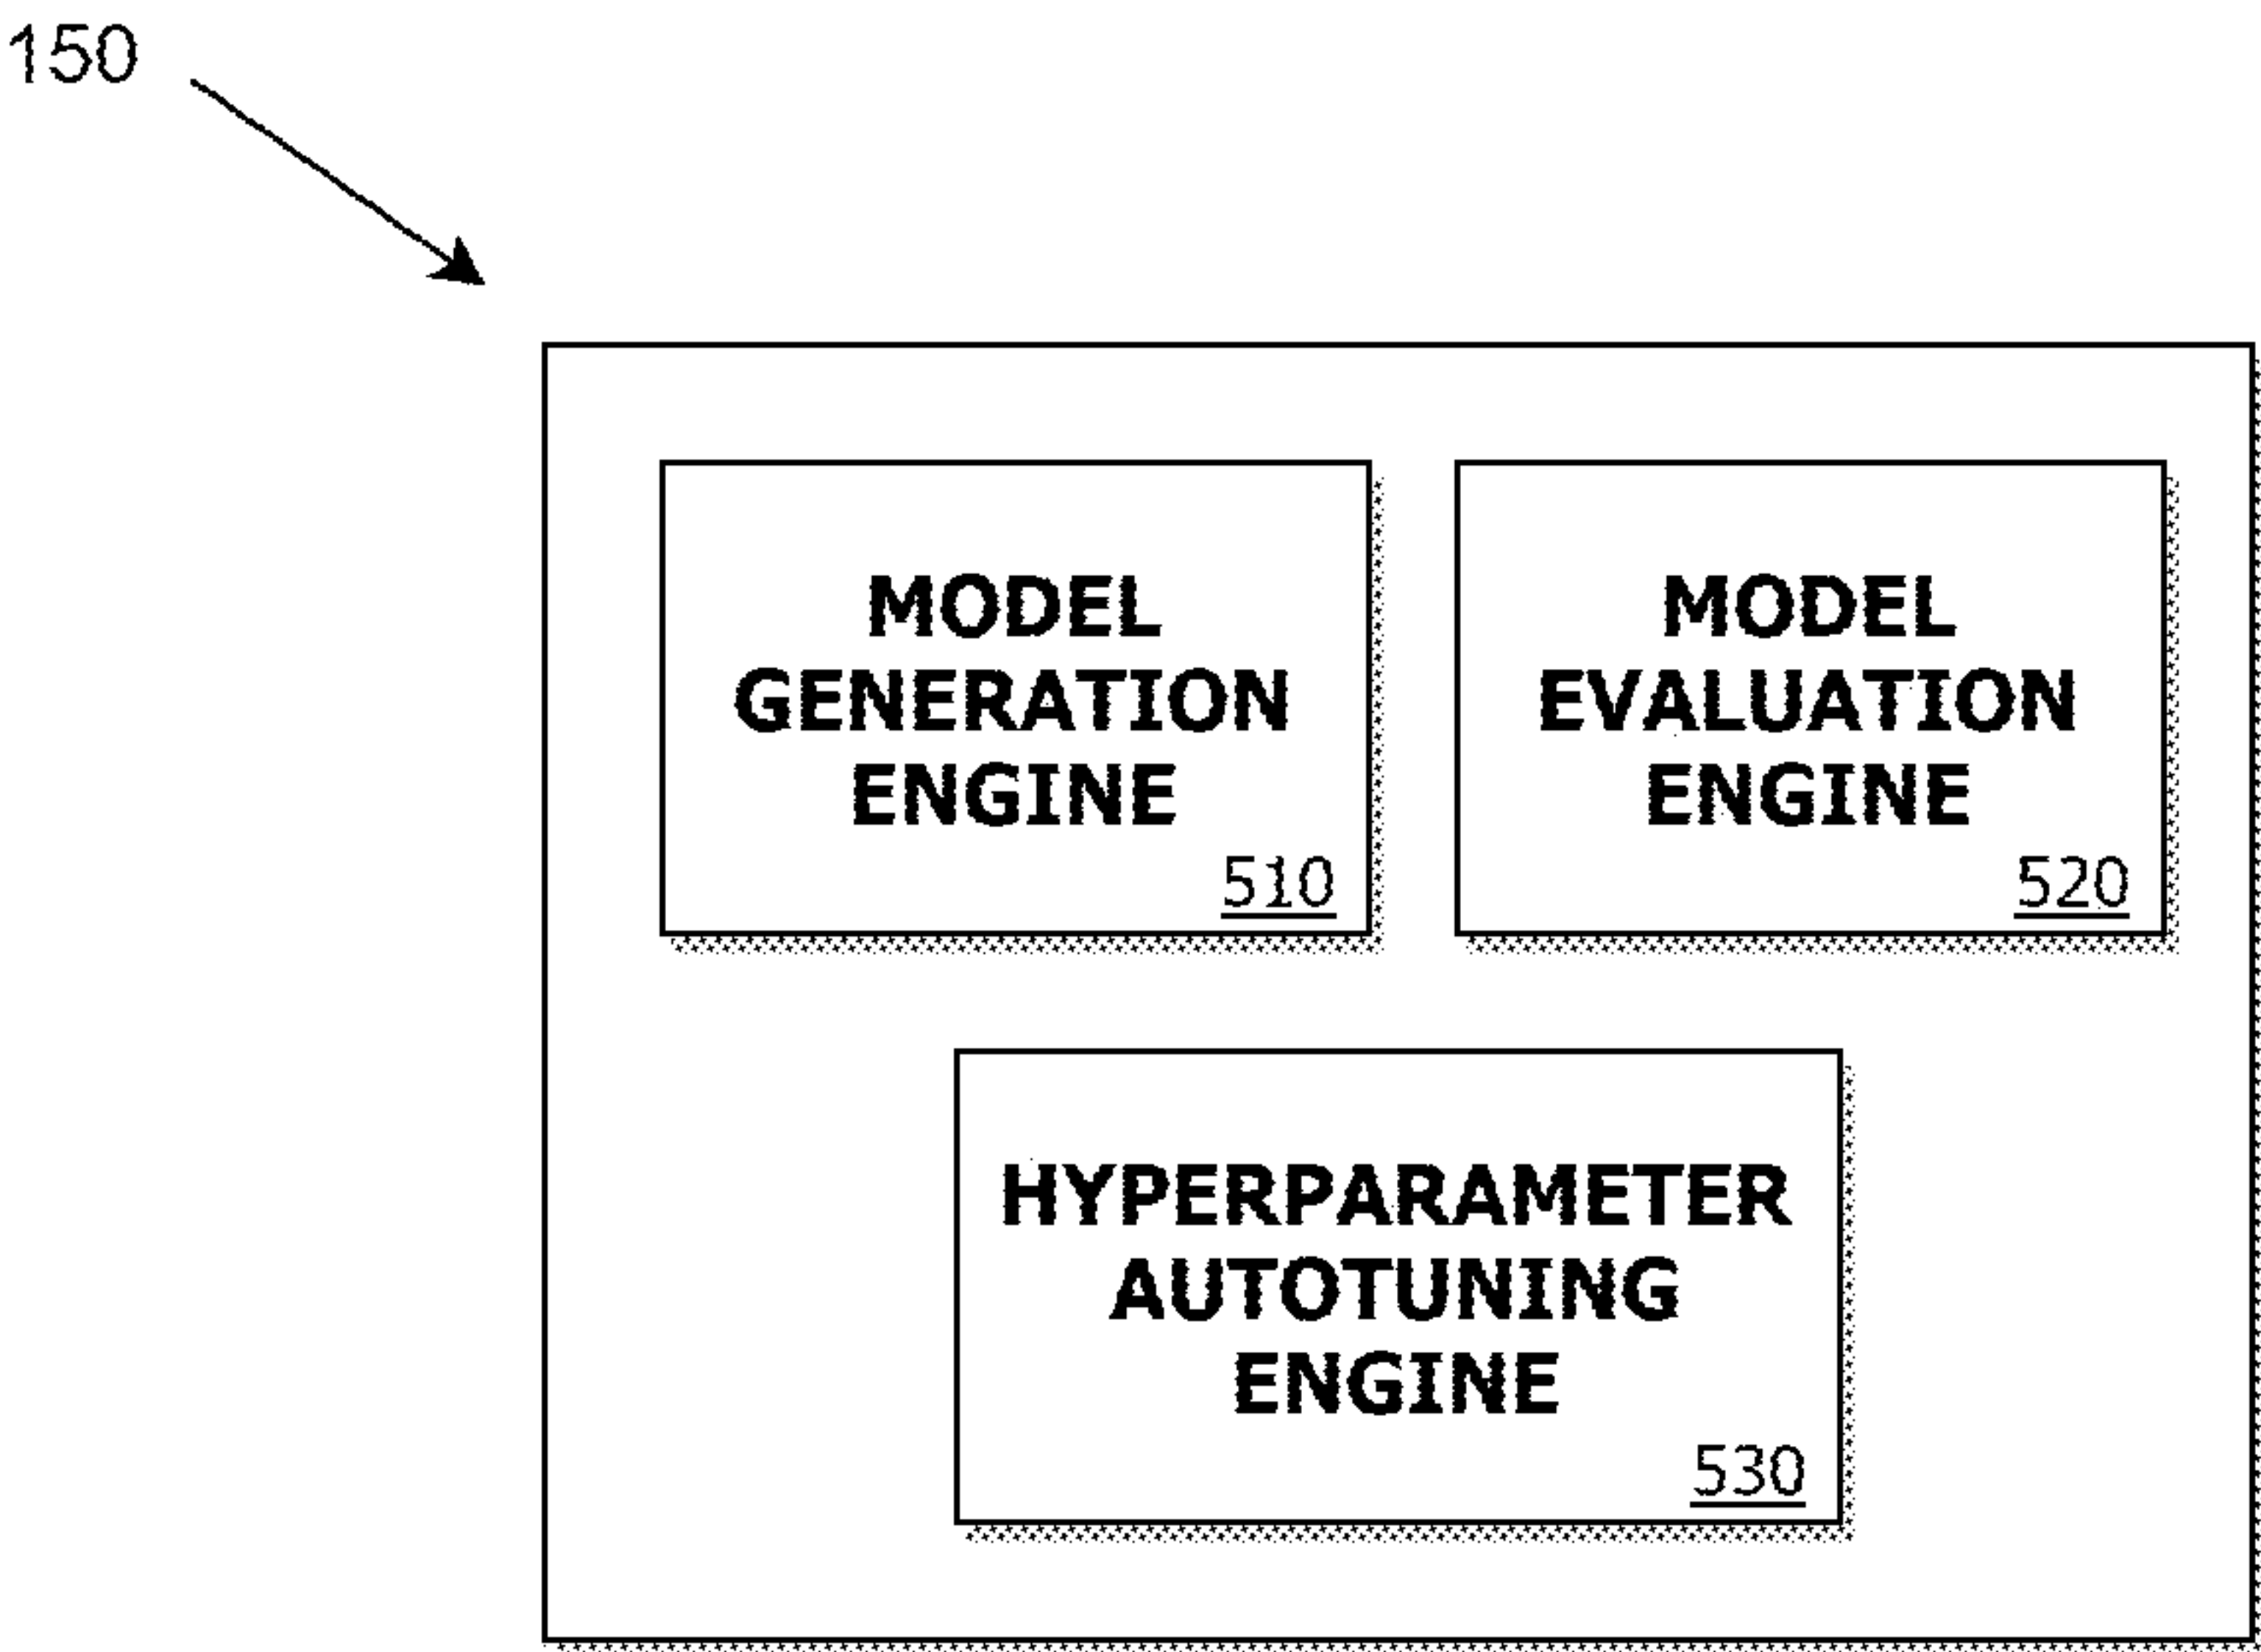 150
MODEL
GENERATION
ENGINE
510
MODEL
EVALUATION
ENGINE
520
HYPERPARAMETER
AUTOTUNING
ENGINE
530